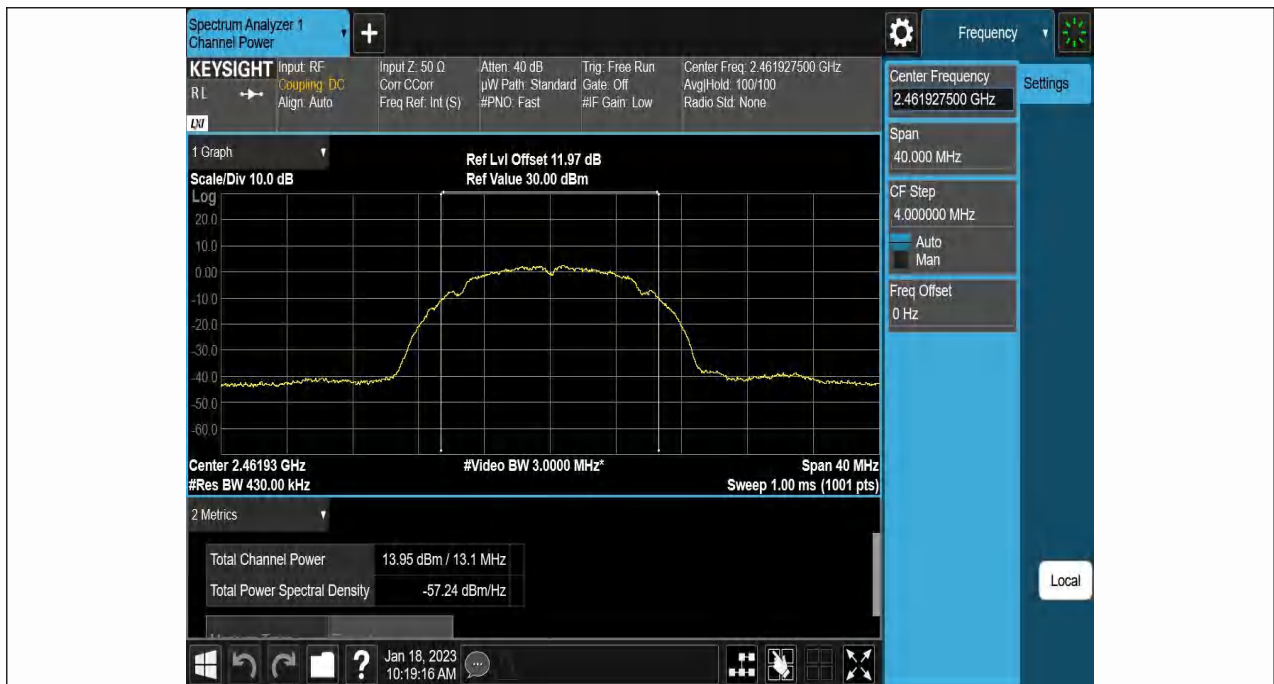 Spectrum Analyzer 1
Channel Power
+
Frequency
KEYSIGHT
RL
LXI
Input: RF
Coupling: DC
Align: Auto
Input Z: 50 Ω
Corr CCorr
Freq Ref: Int (S)
Atten: 40 dB
µW Path: Standard
#PNO: Fast
Trig: Free Run
Gate: Off
#IF Gain: Low
Center Freq: 2.461927500 GHz
Avg|Hold: 100/100
Radio Std: None
Center Frequency
2.461927500 GHz
Settings
Span
40.000 MHz
CF Step
4.000000 MHz
Auto
Man
Freq Offset
0 Hz
1 Graph
Scale/Div 10.0 dB
Ref Lvl Offset 11.97 dB
Ref Value 30.00 dBm
Log
20.0
10.0
0.00
-10.0
-20.0
-30.0
-40.0
-50.0
-60.0
Center 2.46193 GHz
#Video BW 3.0000 MHz*
Span 40 MHz
#Res BW 430.00 kHz
Sweep 1.00 ms (1001 pts)
2 Metrics
Total Channel Power 13.95 dBm / 13.1 MHz
Total Power Spectral Density -57.24 dBm/Hz
Local
?
Jan 18, 2023
10:19:16 AM